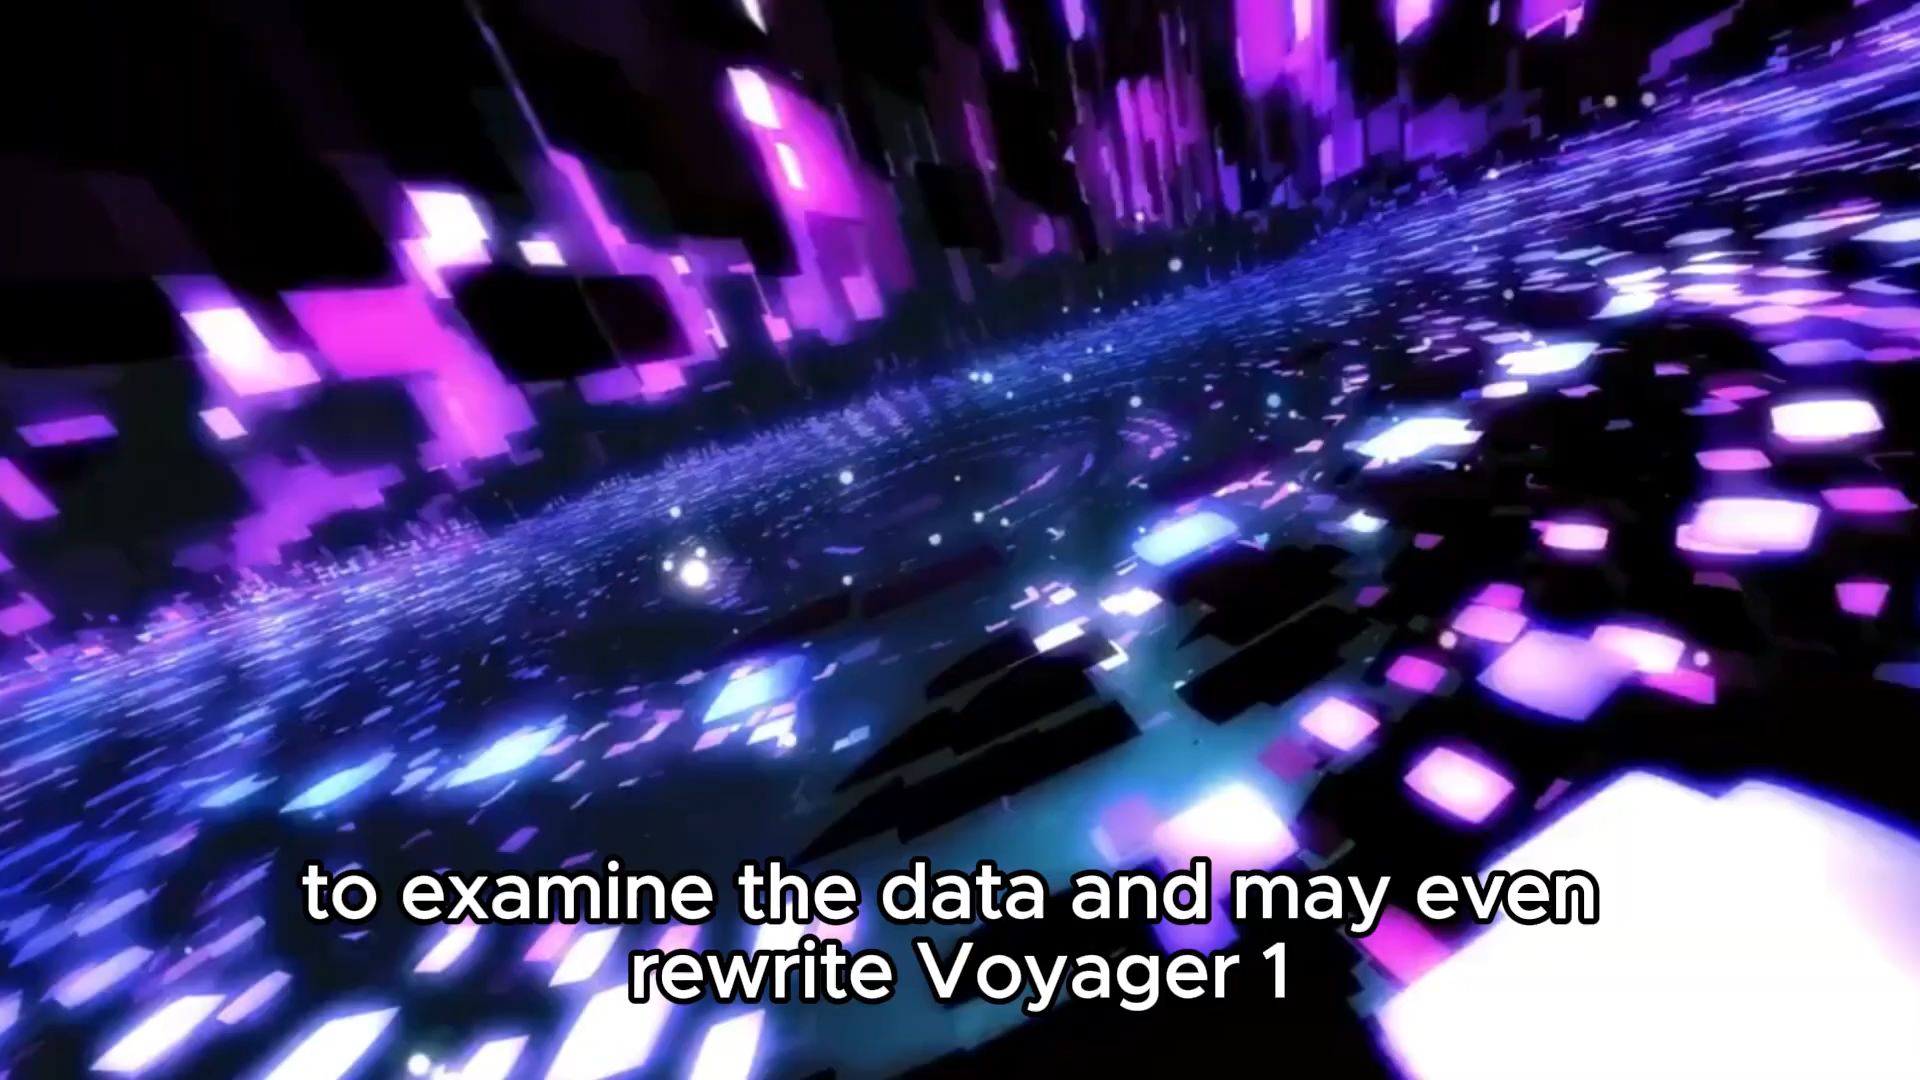 to examine the data and may even
rewrite Voyager 1